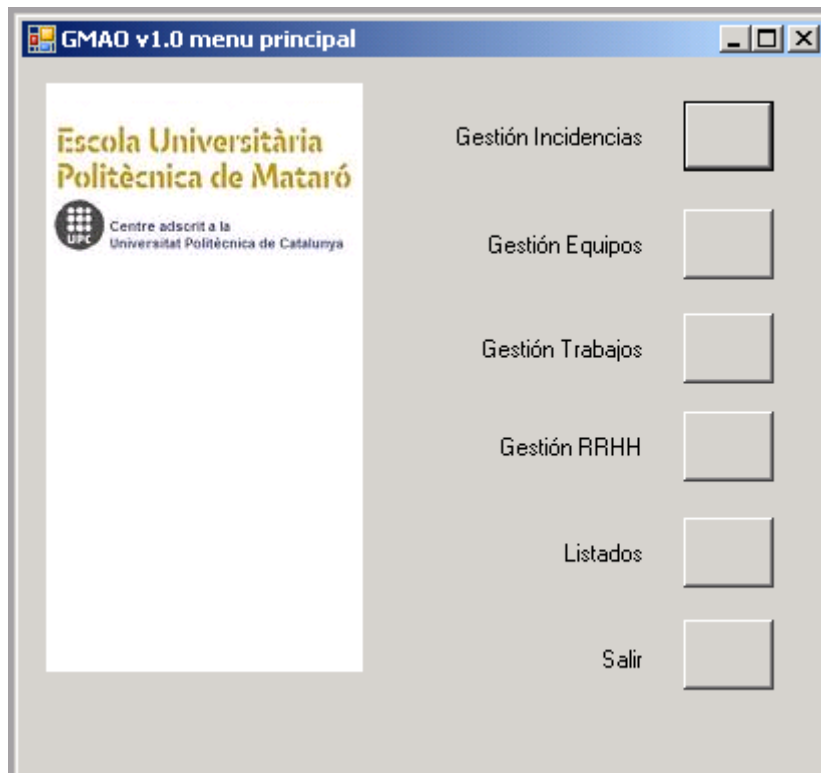 GMAO v1.0 menu principal
Escola Universitària
Politècnica de Mataró
UPC
Centre adscrit a la
Universitat Politècnica de Catalunya
Gestión Incidencias
Gestión Equipos
Gestión Trabajos
Gestión RRHH
Listados
Salir